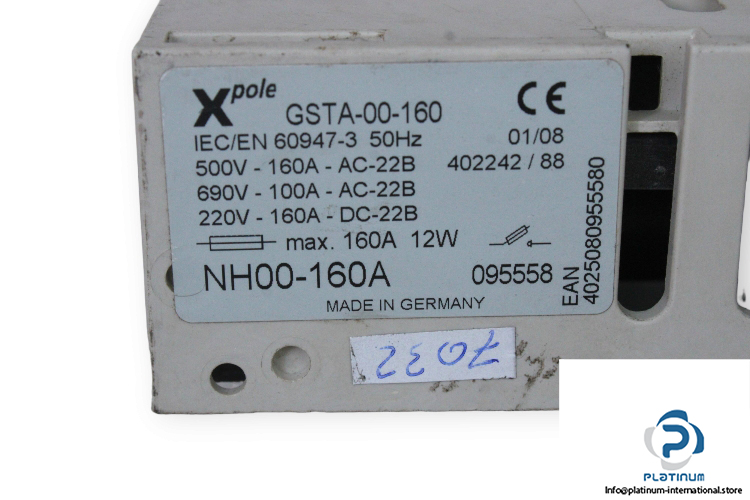 Xpole
GSTA-00-160
CE
IEC/EN 60947-3 50Hz
01/08
500V - 160A - AC-22B
402242 / 88
690V - 100A - AC-22B
220V - 160A - DC-22B
max. 160A 12W
NH00-160A
095558
MADE IN GERMANY
EAN
4025080955580
7032
PLATINUM
Info@platinum-international.store